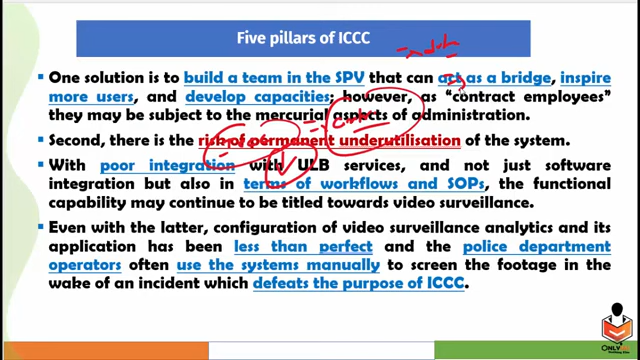 Five pillars of ICCC
• One solution is to build a team in the SPV that can act as a bridge, inspire
more users, and develop capacities; however, as “contract employees”
they may be subject to the mercurial aspects of administration.
• Second, there is the risk of permanent underutilisation of the system.
• With poor integration with ULB services, and not just software
integration but also in terms of workflows and SOPs, the functional
capability may continue to be titled towards video surveillance.
• Even with the latter, configuration of video surveillance analytics and its
application has been less than perfect and the police department
operators often use the systems manually to screen the footage in the
wake of an incident which defeats the purpose of ICCC.